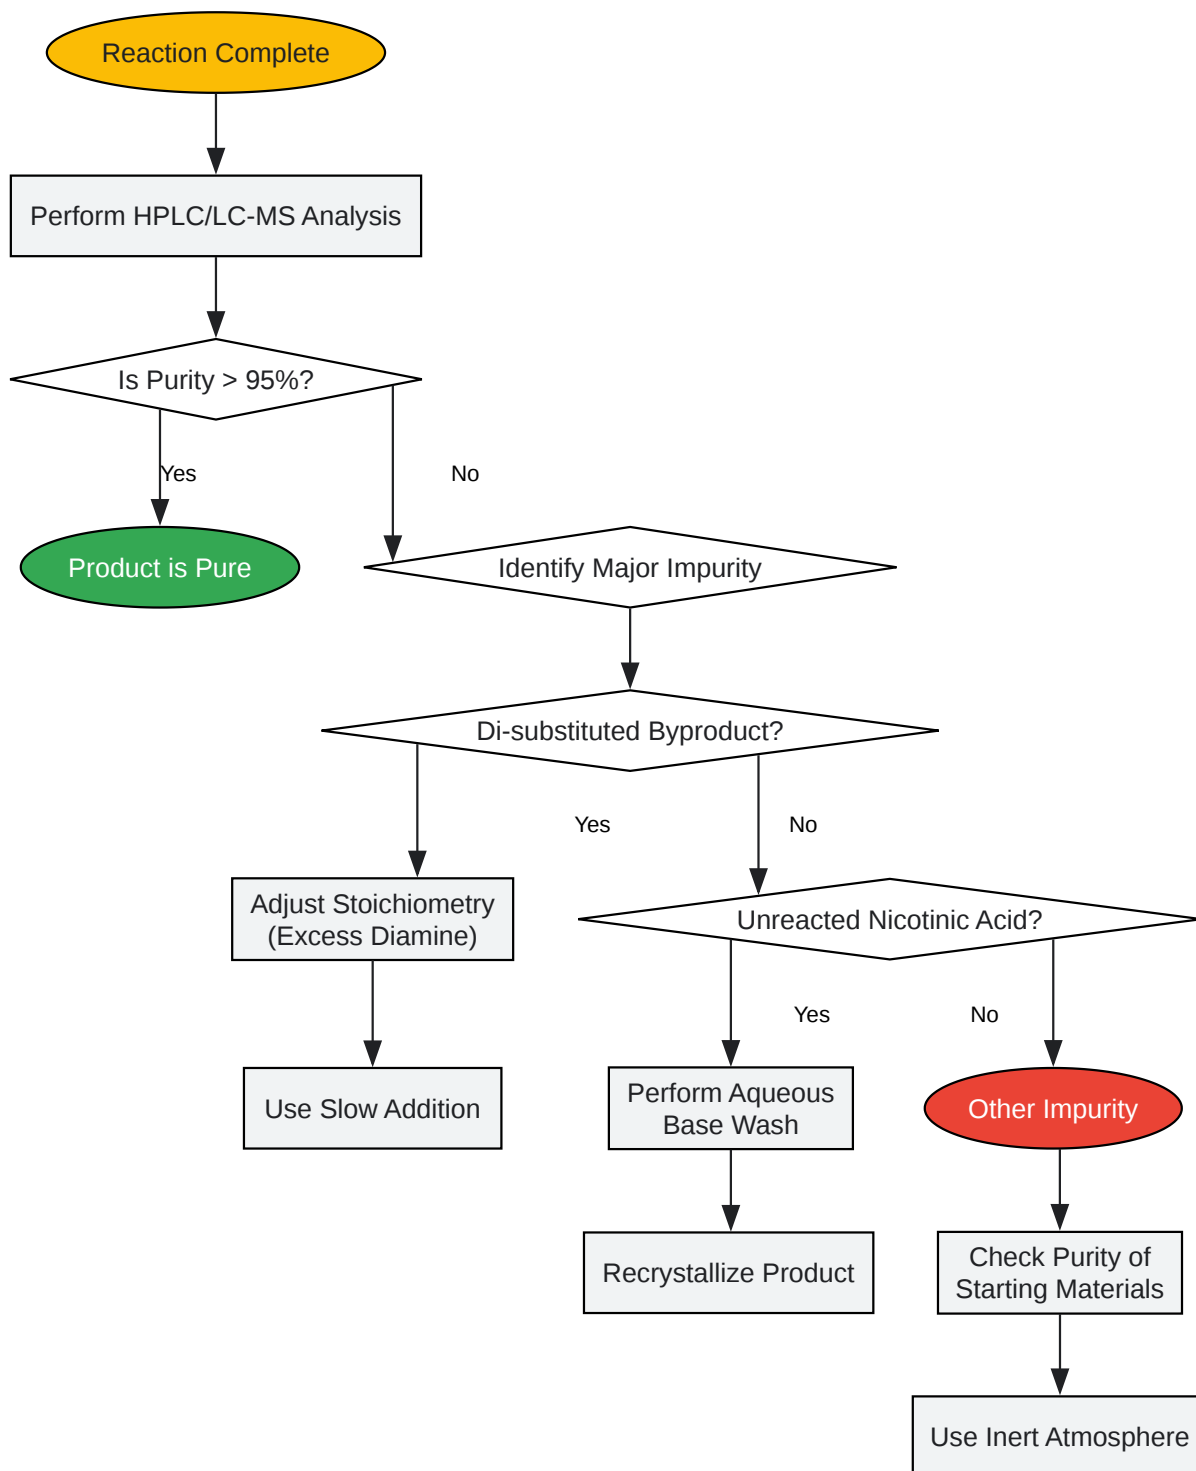 Reaction Complete
Perform HPLC/LC-MS Analysis
Is Purity > 95%?
Yes
No
Product is Pure
Identify Major Impurity
Di-substituted Byproduct?
Yes
No
Adjust Stoichiometry
(Excess Diamine)
Unreacted Nicotinic Acid?
Yes
No
Use Slow Addition
Perform Aqueous
Base Wash
Other Impurity
Recrystallize Product
Check Purity of
Starting Materials
Use Inert Atmosphere